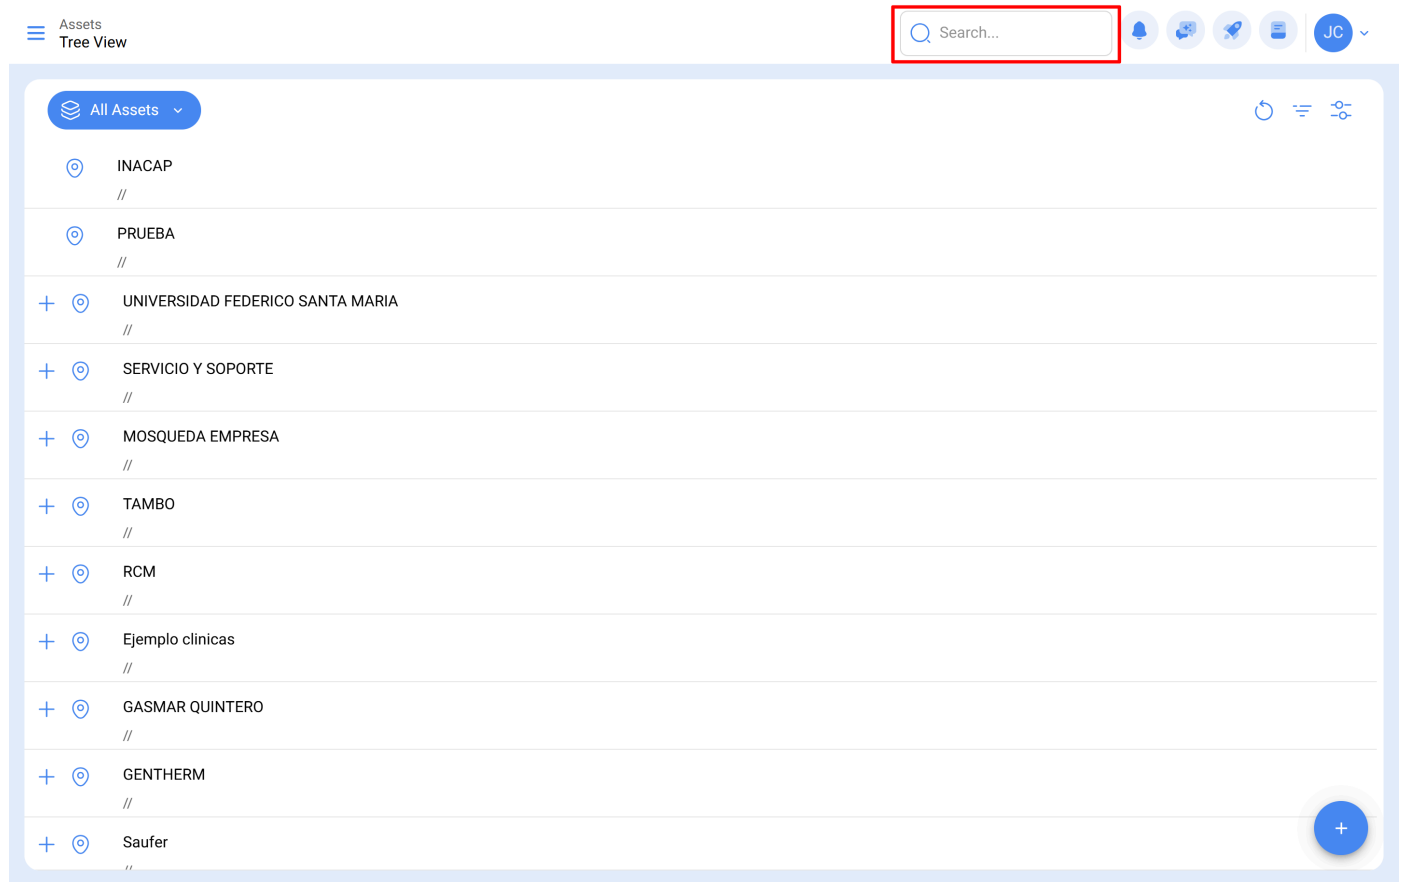 Assets
Tree View
Search...
JC
All Assets
INACAP
//
PRUEBA
//
UNIVERSIDAD FEDERICO SANTA MARIA
//
SERVICIO Y SOPORTE
//
MOSQUEDA EMPRESA
//
TAMBO
//
RCM
//
Ejemplo clinicas
//
GASMAR QUINTERO
//
GENTHERM
//
Saufer
//